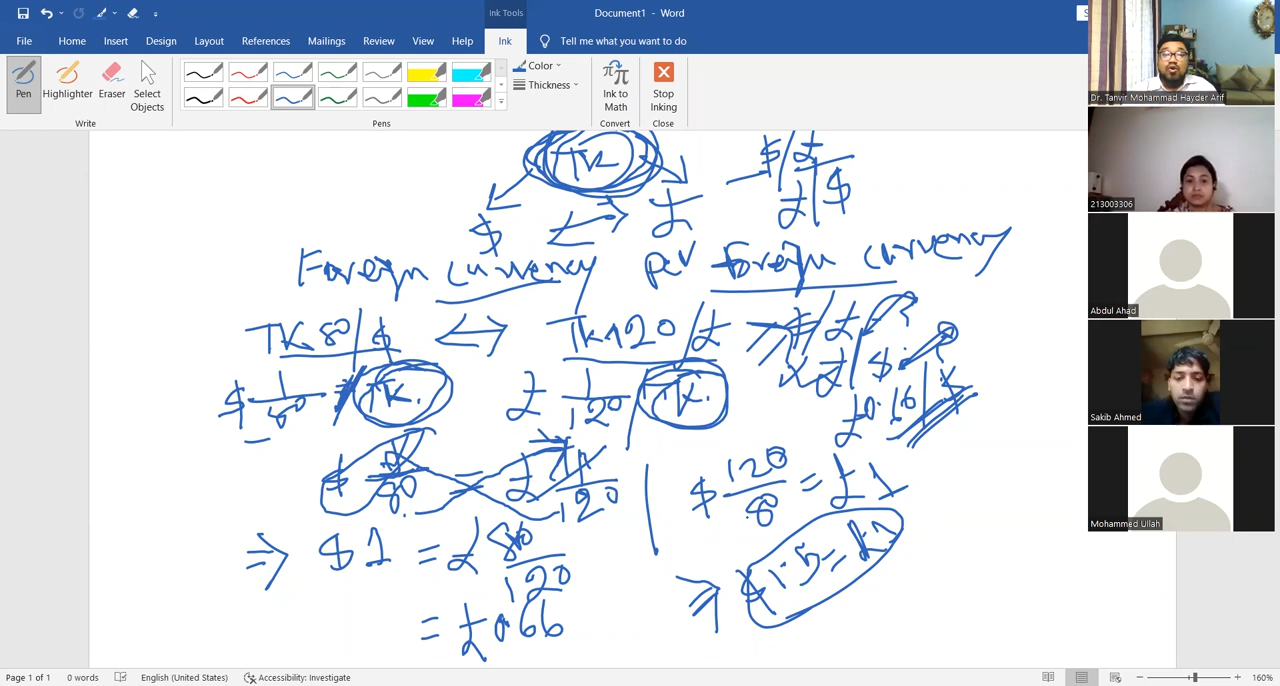 Ink Tools
Document1 - Word
File Home Insert Design Layout References Mailings Review View Help Ink Tell me what you want to do
Pen Highlighter Eraser Select Objects
Color
Thickness
Ink to Math
Stop Inking
Write Pens Convert Close
Dr. Tanvir Mohammad Hayder Arif
213003306
Abdul Ahad
Sakib Ahmed
Mohammed Ullah
TK
$/£
£/$
$ £
Foreign currency per foreign currency
TK 80/$ ⟺ TK 120/£ ⇒ $/£ ?
£/$ ?
$ 1/80 = TK. £ 1/120 TK.
$ 1/80 = £ 1/120
$ 120/80 = £1
⇒ $1 = £ 80/120
⇒ $1.5 = £1
= £0.66
Page 1 of 1 0 words English (United States) Accessibility: Investigate 160%